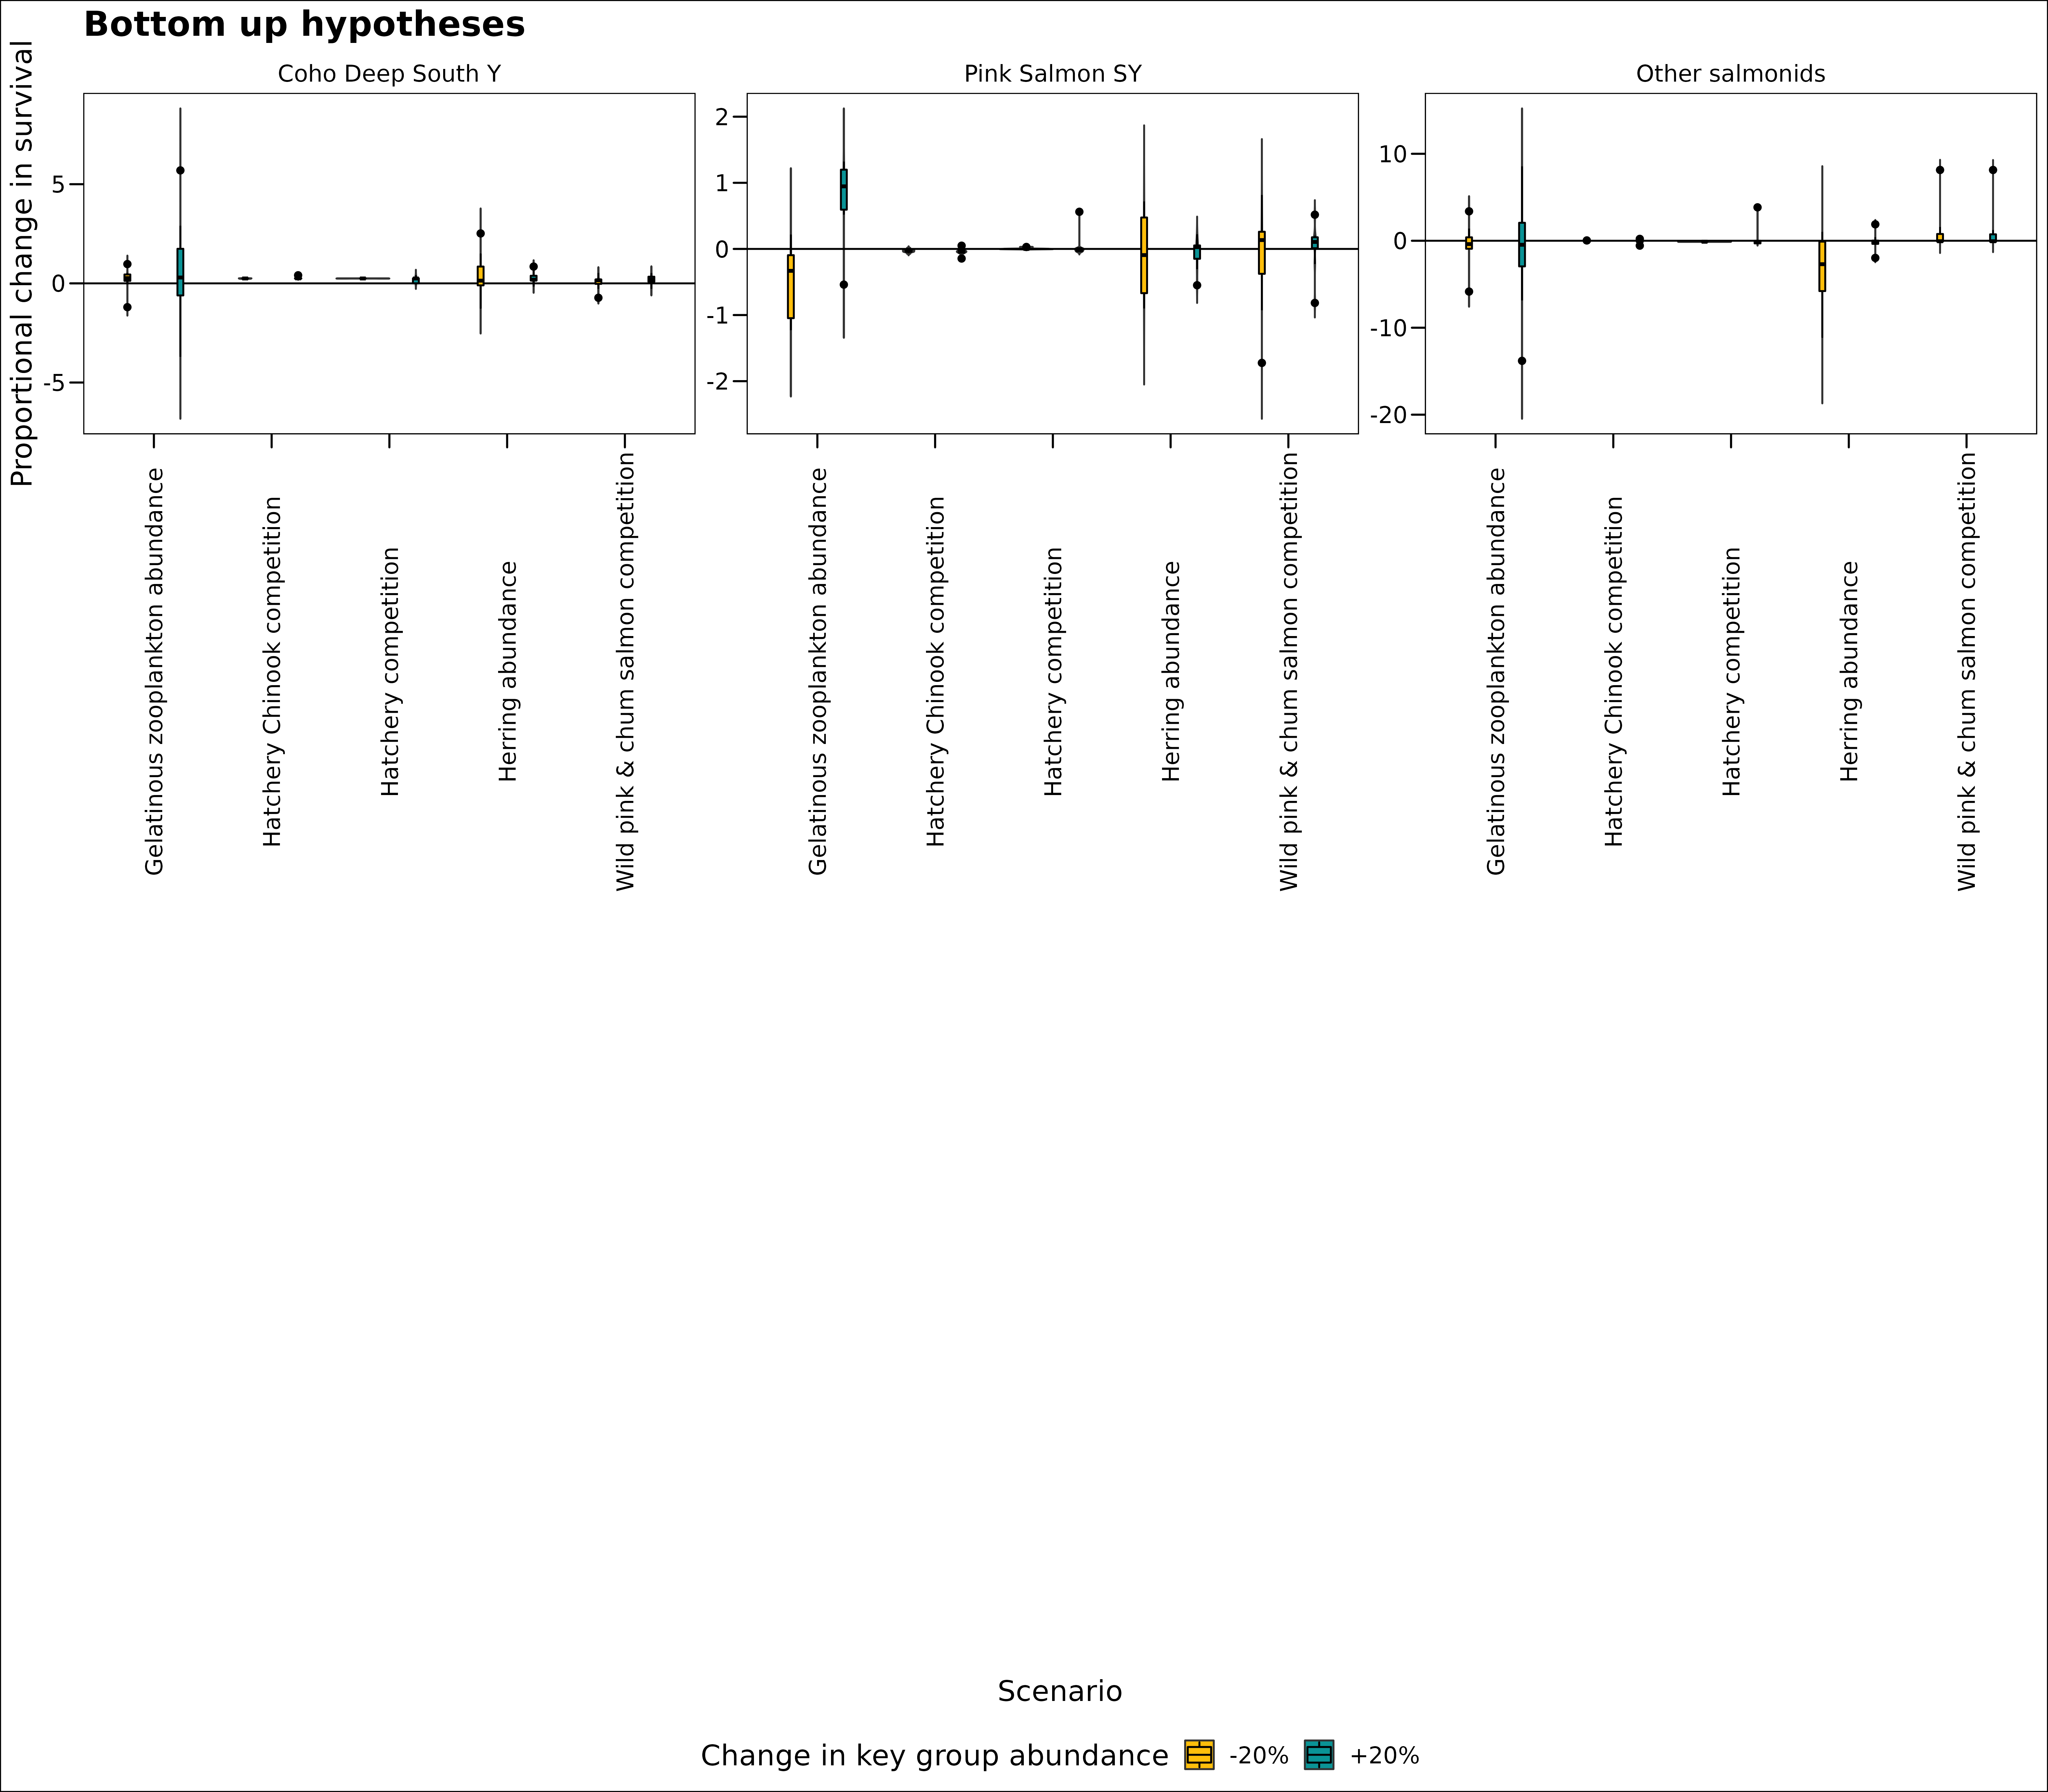 Bottom up hypotheses
Proportional change in survival
Coho Deep South Y
5
0
-5
Gelatinous zooplankton abundance
Hatchery Chinook competition
Hatchery competition
Herring abundance
Wild pink & chum salmon competition
Pink Salmon SY
2
1
0
-1
-2
Gelatinous zooplankton abundance
Hatchery Chinook competition
Hatchery competition
Herring abundance
Wild pink & chum salmon competition
Other salmonids
10
0
-10
-20
Gelatinous zooplankton abundance
Hatchery Chinook competition
Hatchery competition
Herring abundance
Wild pink & chum salmon competition
Scenario
Change in key group abundance -20% +20%